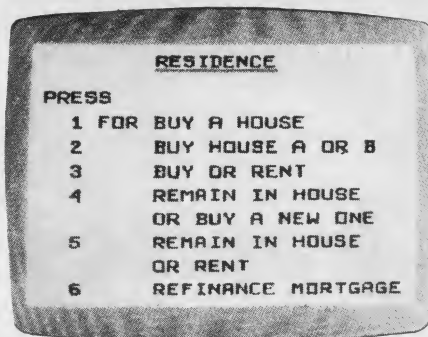 RESIDENCE
PRESS
1 FOR BUY A HOUSE
2 BUY HOUSE A OR B
3 BUY OR RENT
4 REMAIN IN HOUSE
OR BUY A NEW ONE
5 REMAIN IN HOUSE
OR RENT
6 REFINANCE MORTGAGE